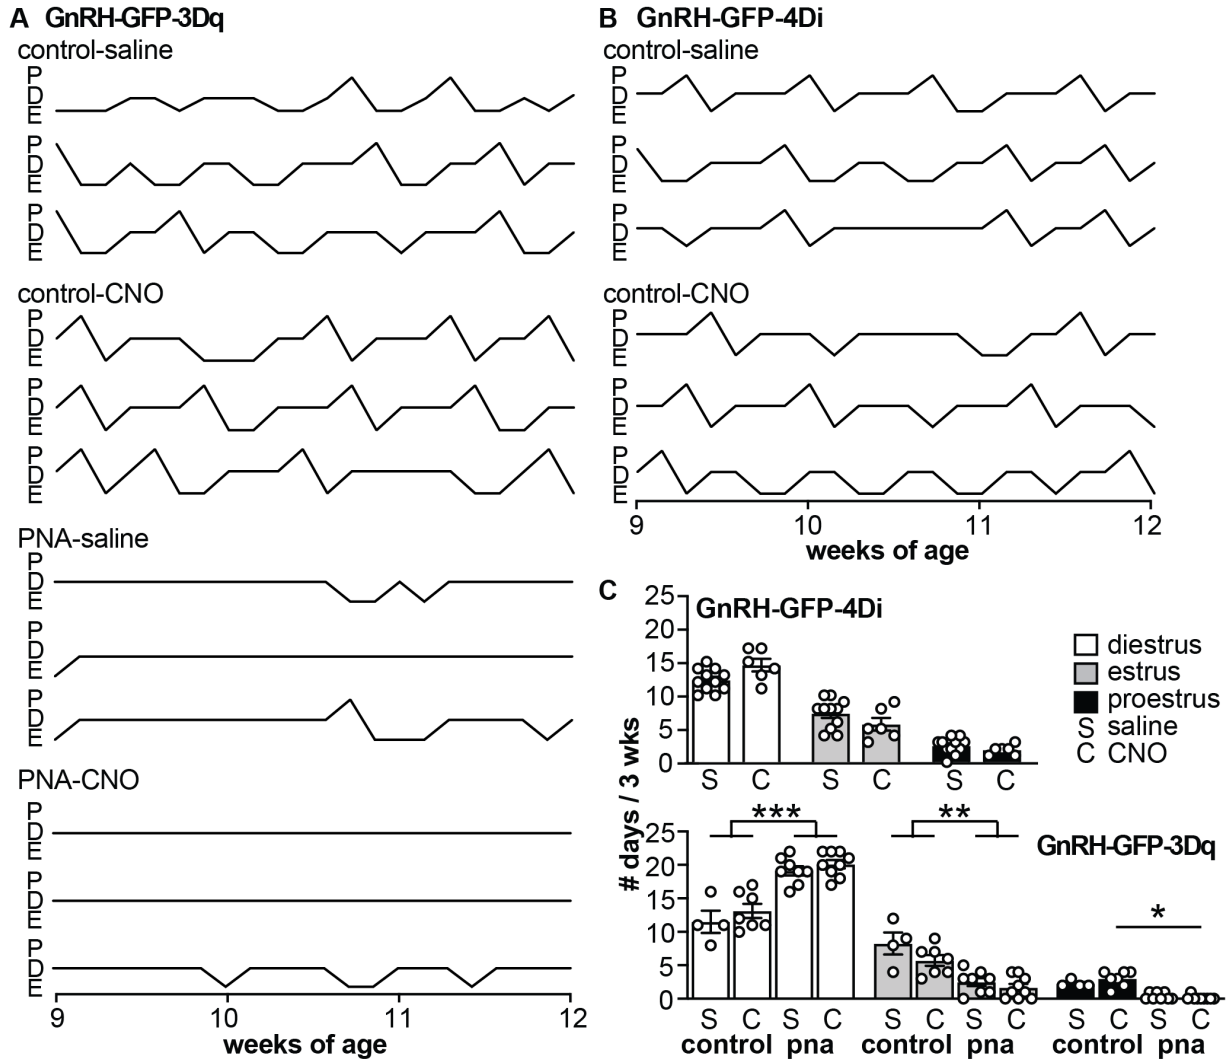 A GnRH-GFP-3Dq
control-saline
P
D
E
P
D
E
P
D
E
control-CNO
P
D
E
P
D
E
P
D
E
PNA-saline
P
D
E
P
D
E
P
D
E
PNA-CNO
P
D
E
P
D
E
P
D
E
9 10 11 12
weeks of age
B GnRH-GFP-4Di
control-saline
P
D
E
P
D
E
P
D
E
control-CNO
P
D
E
P
D
E
P
D
E
9 10 11 12
weeks of age
C
# days / 3 wks
GnRH-GFP-4Di
25
20
15
10
5
0
S C S C S C
diestrus
estrus
proestrus
S saline
C CNO
*** **
GnRH-GFP-3Dq
*
25
20
15
10
5
0
S C S C S C S C S C S C
control pna control pna control pna